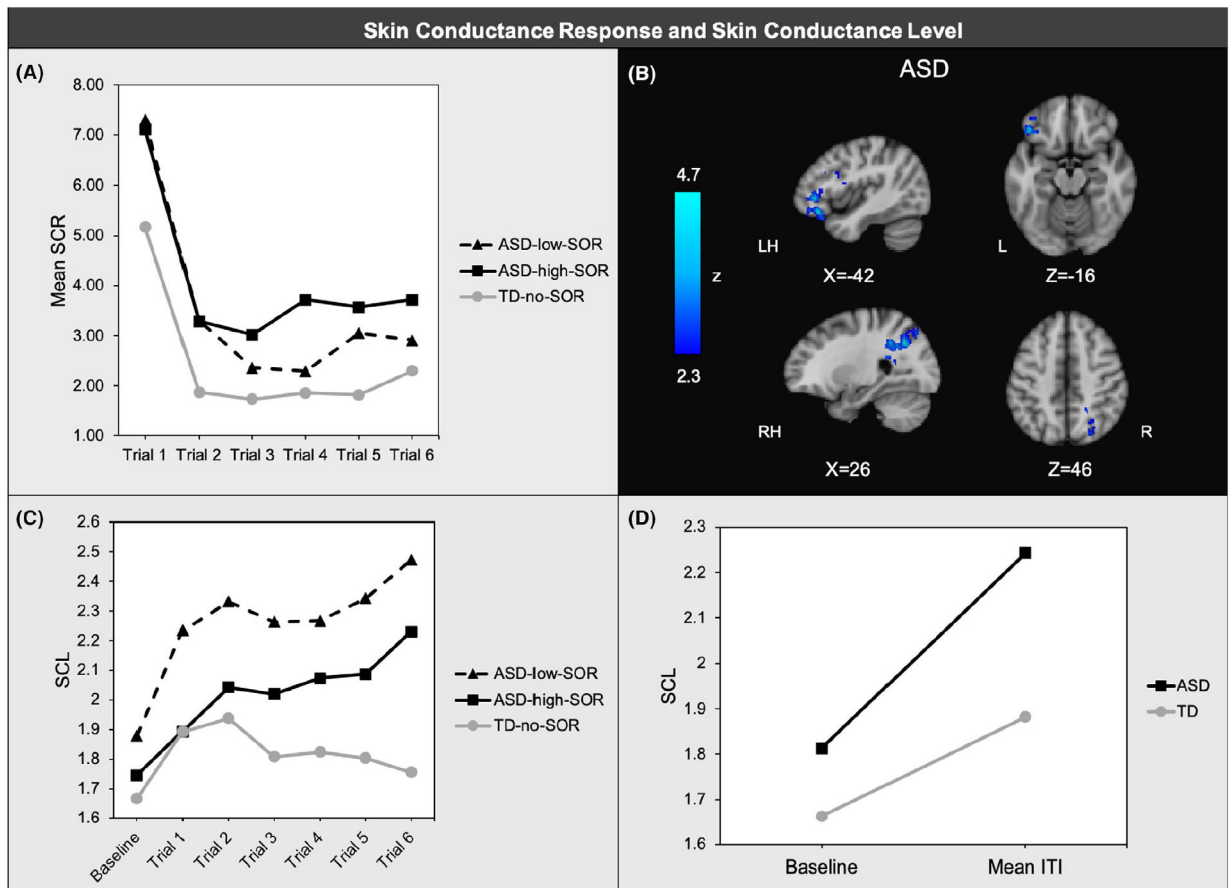 Skin Conductance Response and Skin Conductance Level
(A)
8.00
7.00
6.00
5.00
4.00
3.00
2.00
1.00
Mean SCR
Trial 1 Trial 2 Trial 3 Trial 4 Trial 5 Trial 6
ASD-low-SOR
ASD-high-SOR
TD-no-SOR
(B)
ASD
4.7
z
2.3
LH
X=-42
L
Z=-16
RH
X=26
R
Z=46
(C)
2.6
2.5
2.4
2.3
2.2
2.1
2
1.9
1.8
1.7
1.6
SCL
Baseline Trial 1 Trial 2 Trial 3 Trial 4 Trial 5 Trial 6
ASD-low-SOR
ASD-high-SOR
TD-no-SOR
(D)
2.3
2.2
2.1
2
1.9
1.8
1.7
1.6
SCL
Baseline Mean ITI
ASD
TD